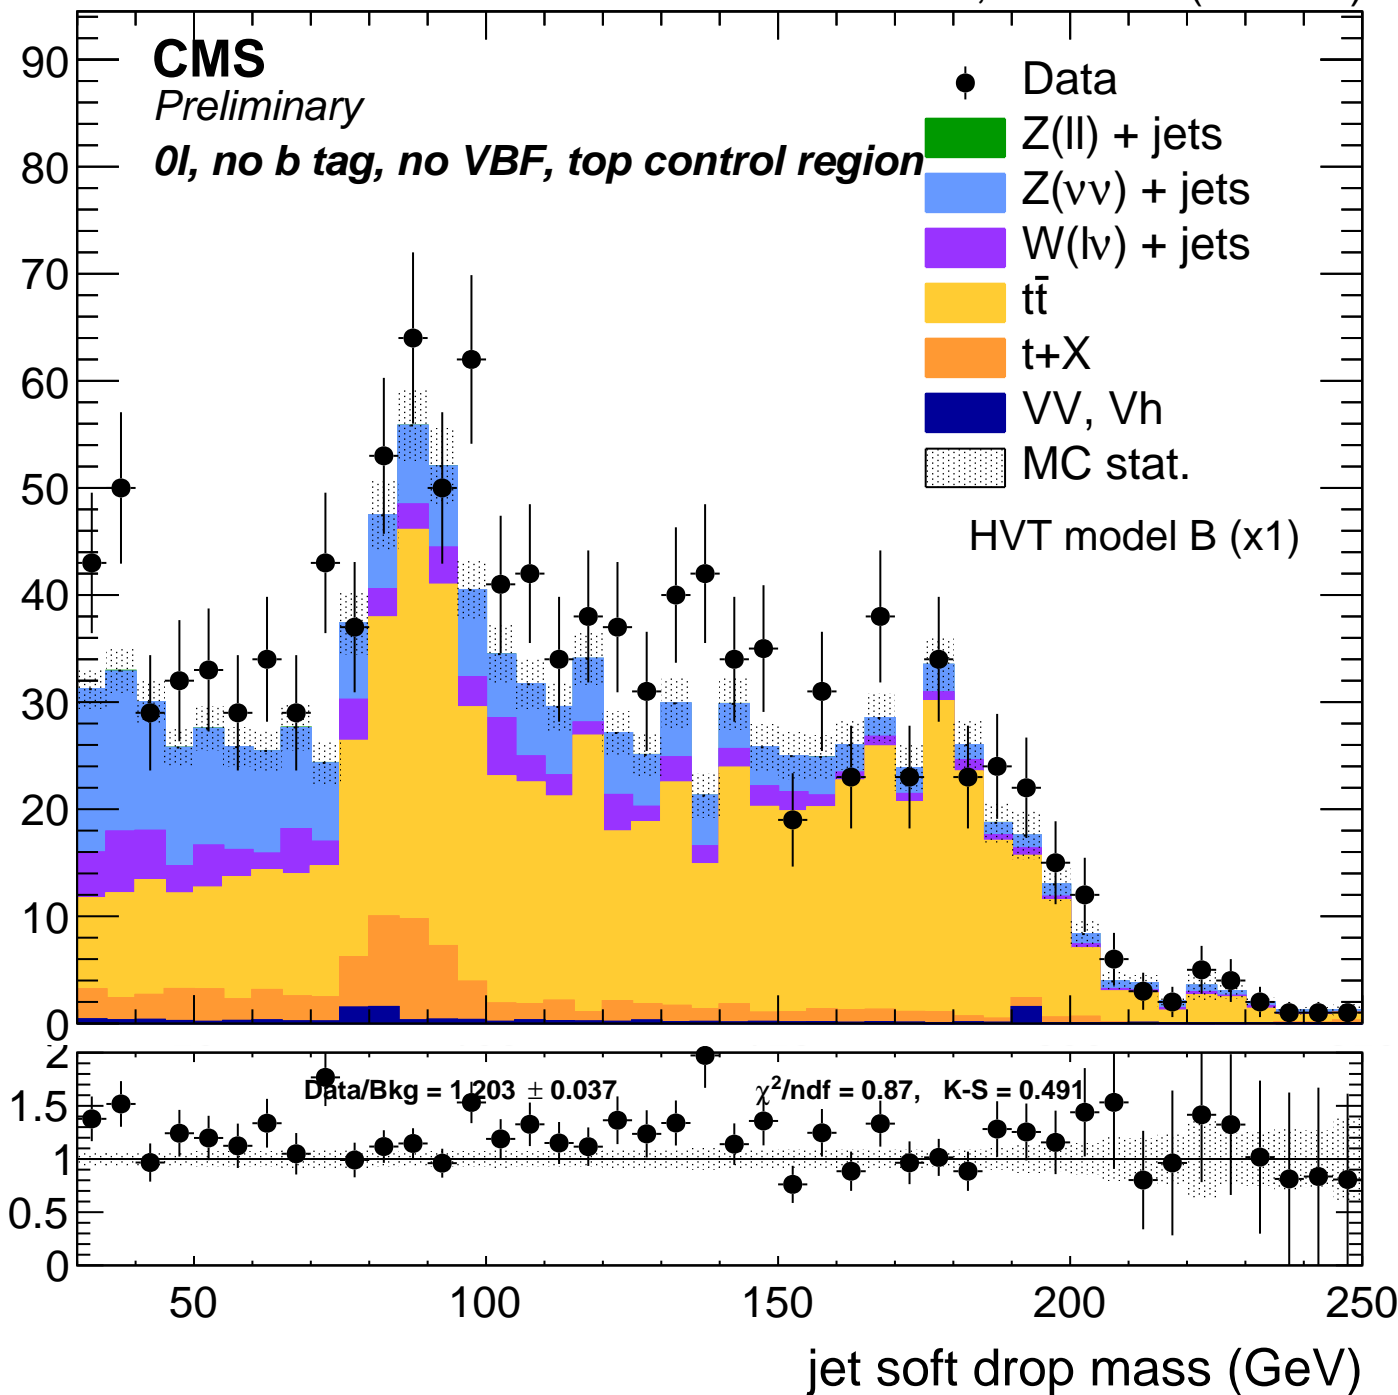 CMS
Preliminary
0l, no b tag, no VBF, top control region
Data
Z(ll) + jets
Z(νν) + jets
W(lν) + jets
tt̄
t+X
VV, Vh
MC stat.
HVT model B (x1)
90
80
70
60
50
40
30
20
10
0
Data/Bkg = 1.203 ± 0.037 χ²/ndf = 0.87, K-S = 0.491
2
1.5
1
0.5
0
50 100 150 200 250
jet soft drop mass (GeV)